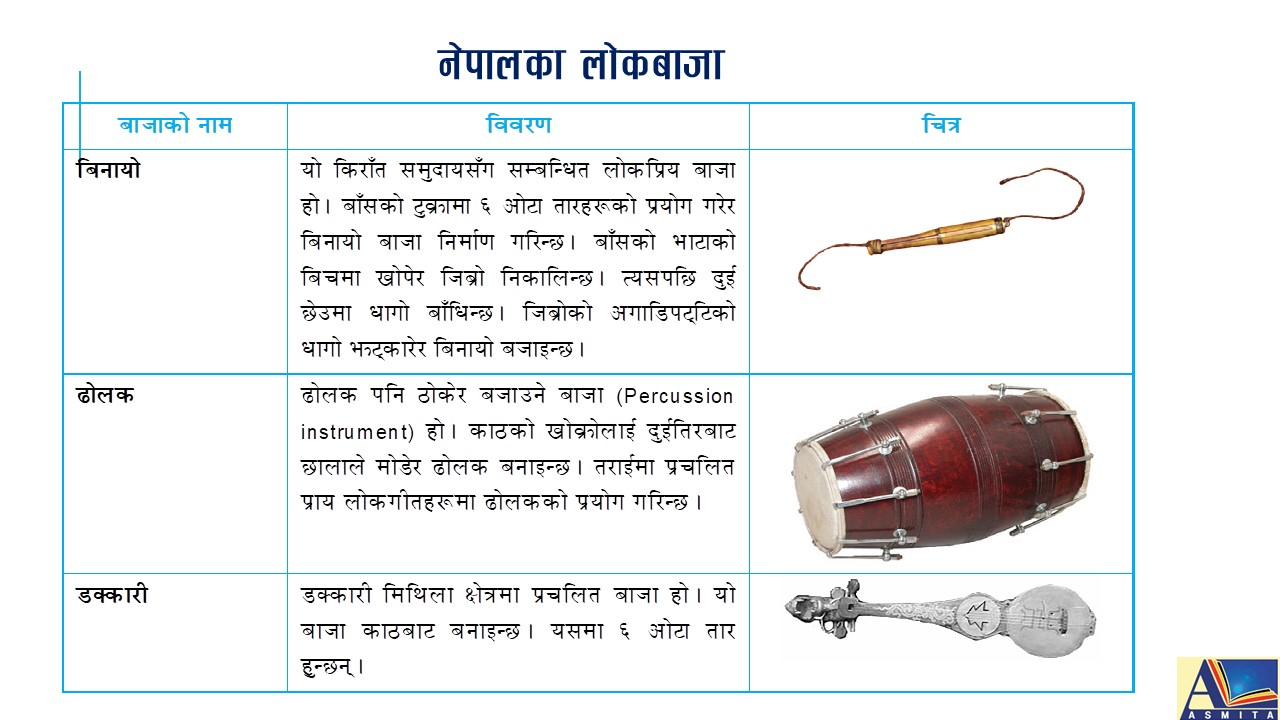 नेपालका लोकबाजा
बाजाको नाम
विवरण
चित्र
बिनायो
यो किराँत समुदायसँग सम्बन्धित लोकप्रिय बाजा
हो। बाँसको टुक्रामा ६ ओटा तारहरूको प्रयोग गरेर
बिनायो बाजा निर्माण गरिन्छ। बाँसको भाटाको
बिचमा खोपेर जिब्रो निकालिन्छ। त्यसपछि दुई
छेउमा धागो बाँधिन्छ। जिब्रोको अगाडिपट्टिको
धागो झट्कारेर बिनायो बजाइन्छ।
ढोलक
ढोलक पनि ठोकेर बजाउने बाजा (Percussion
instrument) हो। काठको खोक्रोलाई दुईतिरबाट
छालाले मोडेर ढोलक बनाइन्छ। तराईमा प्रचलित
प्राय लोकगीतहरूमा ढोलकको प्रयोग गरिन्छ।
डक्कारी
डक्कारी मिथिला क्षेत्रमा प्रचलित बाजा हो। यो
बाजा काठबाट बनाइन्छ। यसमा ६ ओटा तार
हुन्छन्।
ASMITA